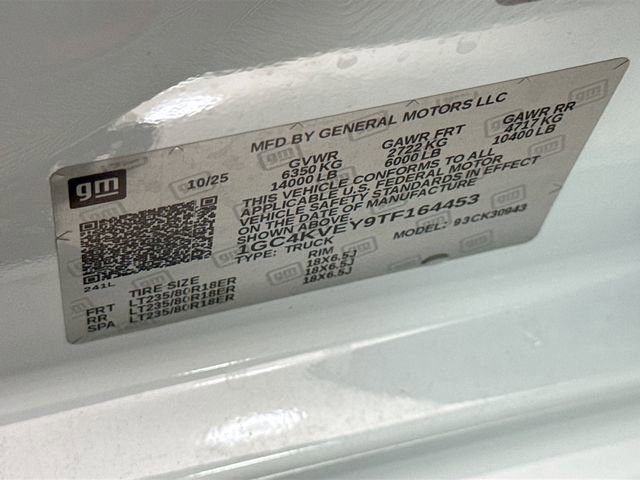 gm
10/25
MFD BY GENERAL MOTORS LLC
GVWR GAWR FRT GAWR RR
6350 KG 2722 KG 4717 KG
14000 LB 6000 LB 10400 LB
THIS VEHICLE CONFORMS TO ALL
APPLICABLE U.S. FEDERAL MOTOR
VEHICLE SAFETY STANDARDS IN EFFECT
ON THE DATE OF MANUFACTURE
SHOWN ABOVE.
1GC4KVEY9TF164453
TYPE: TRUCK MODEL: 93CK30943
241L
TIRE SIZE RIM
FRT LT235/80R18ER 18X6.5J
RR LT235/80R18ER 18X6.5J
SPA LT235/80R18ER 18X6.5J